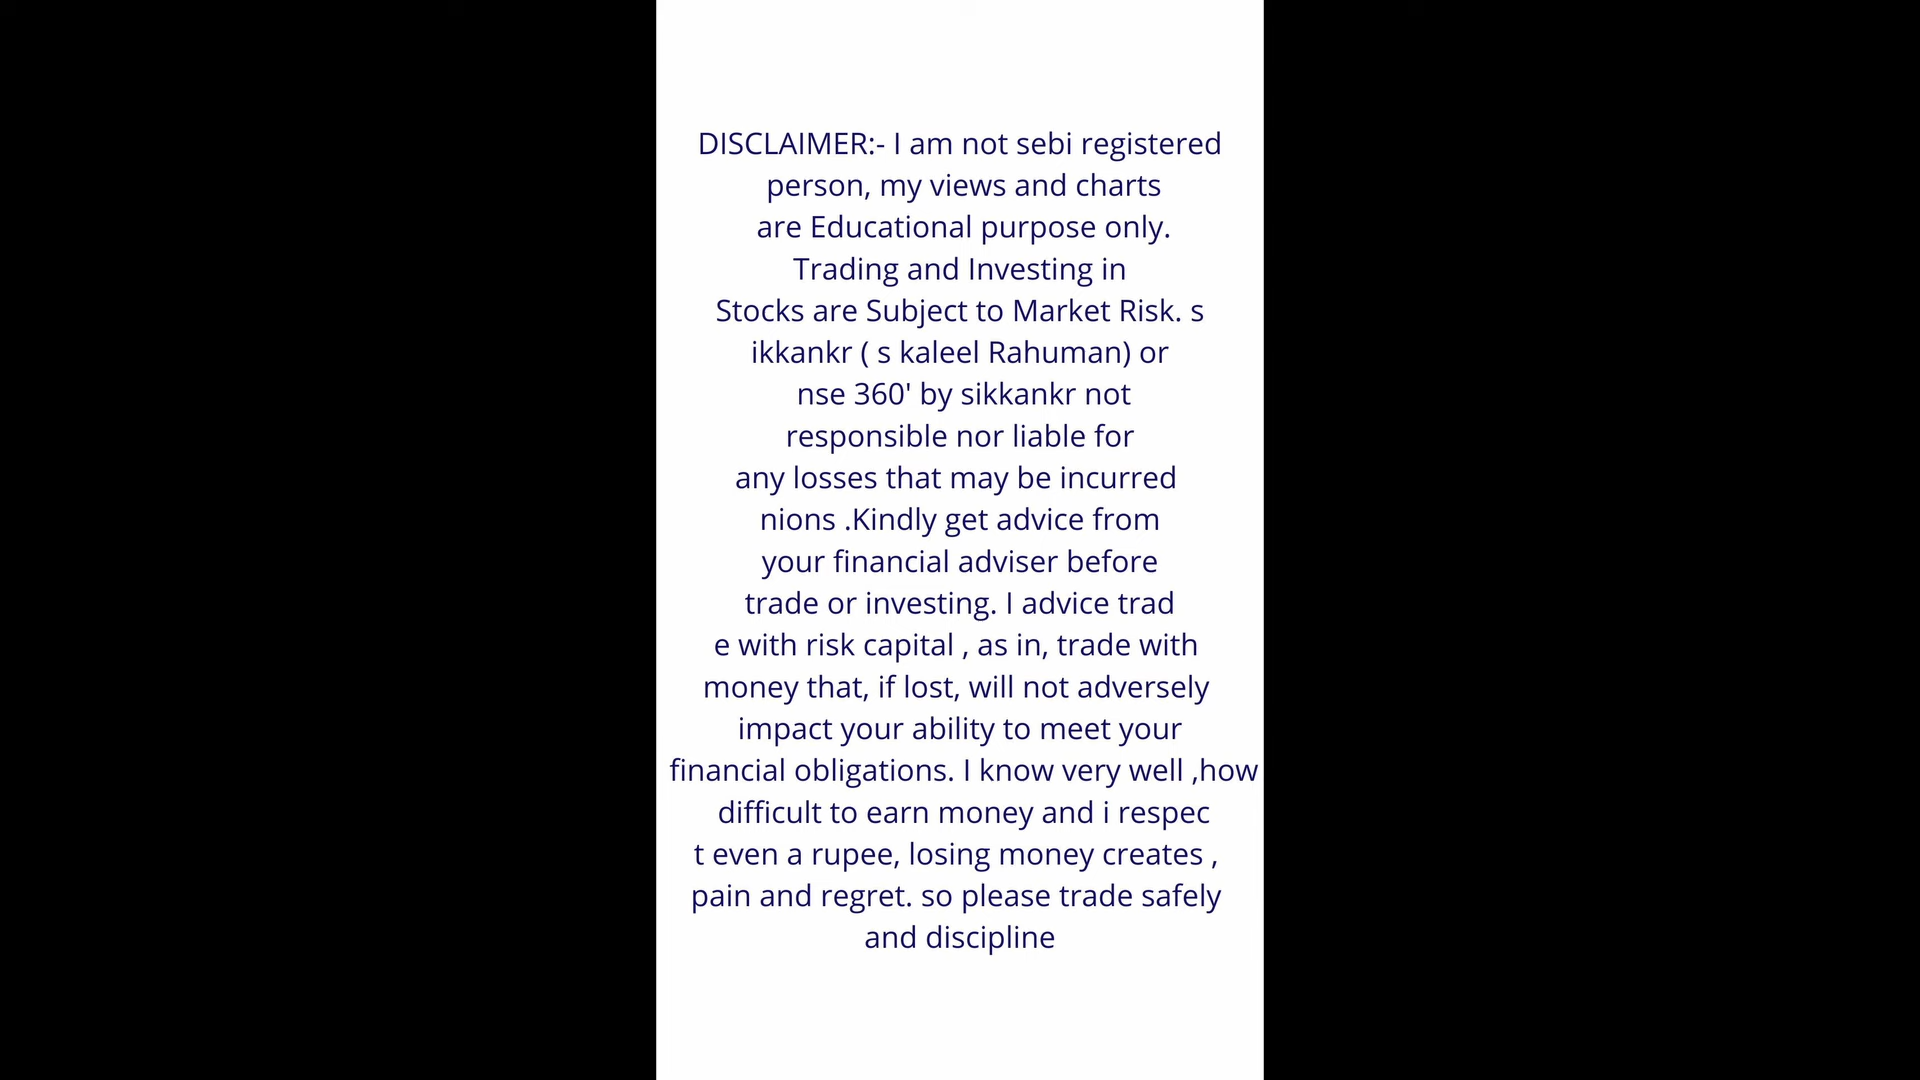 DISCLAIMER:- I am not sebi registered
person, my views and charts
are Educational purpose only.
Trading and Investing in
Stocks are Subject to Market Risk. s
ikkankr ( s kaleel Rahuman) or
nse 360' by sikkankr not
responsible nor liable for
any losses that may be incurred
nions .Kindly get advice from
your financial adviser before
trade or investing. I advice trad
e with risk capital , as in, trade with
money that, if lost, will not adversely
impact your ability to meet your
financial obligations. I know very well ,how
difficult to earn money and i respec
t even a rupee, losing money creates ,
pain and regret. so please trade safely
and discipline